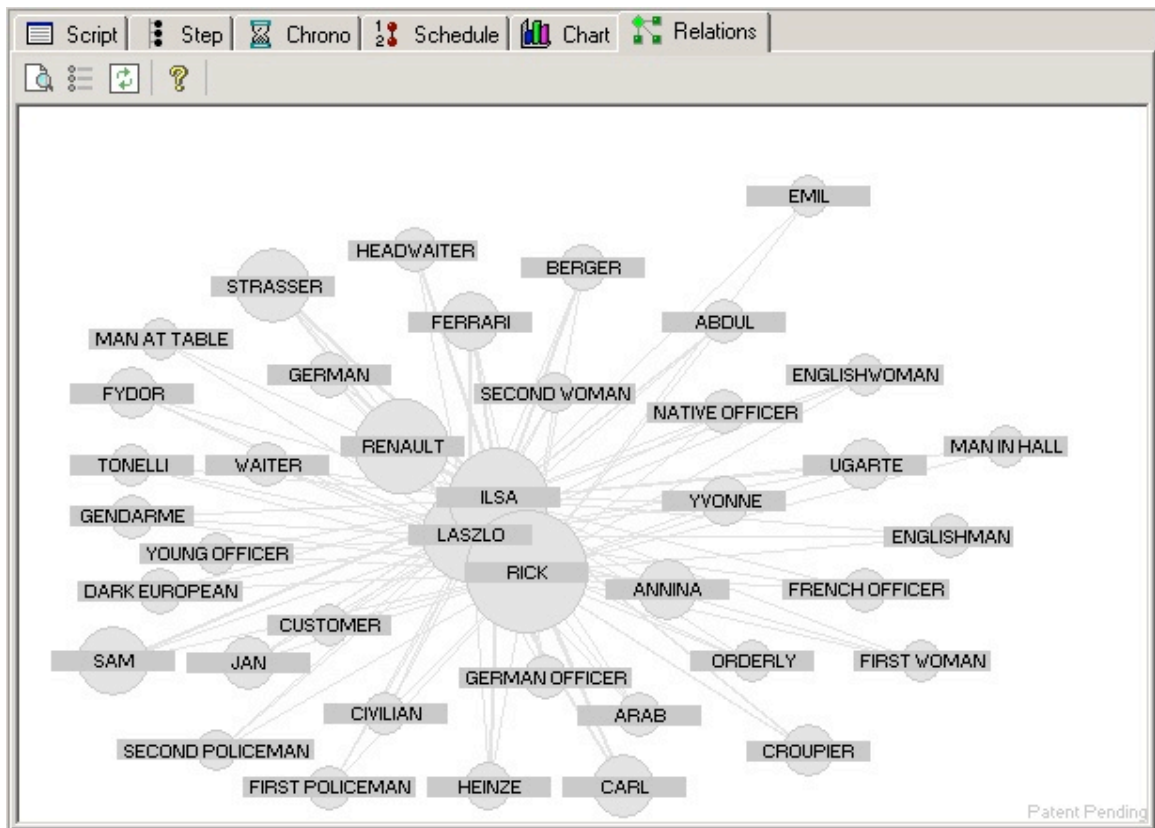 Script
Step
Chrono
1
2
Schedule
Chart
Relations
?
EMIL
HEADWAITER
BERGER
STRASSER
FERRARI
ABDUL
MAN AT TABLE
GERMAN
ENGLISHWOMAN
FYDOR
SECOND WOMAN
NATIVE OFFICER
RENAULT
MAN IN HALL
TONELLI
WAITER
UGARTE
ILSA
YVONNE
GENDARME
LASZLO
ENGLISHMAN
YOUNG OFFICER
RICK
DARK EUROPEAN
ANNINA
FRENCH OFFICER
CUSTOMER
SAM
JAN
ORDERLY
FIRST WOMAN
GERMAN OFFICER
CIVILIAN
ARAB
SECOND POLICEMAN
CROUPIER
FIRST POLICEMAN
HEINZE
CARL
Patent Pending